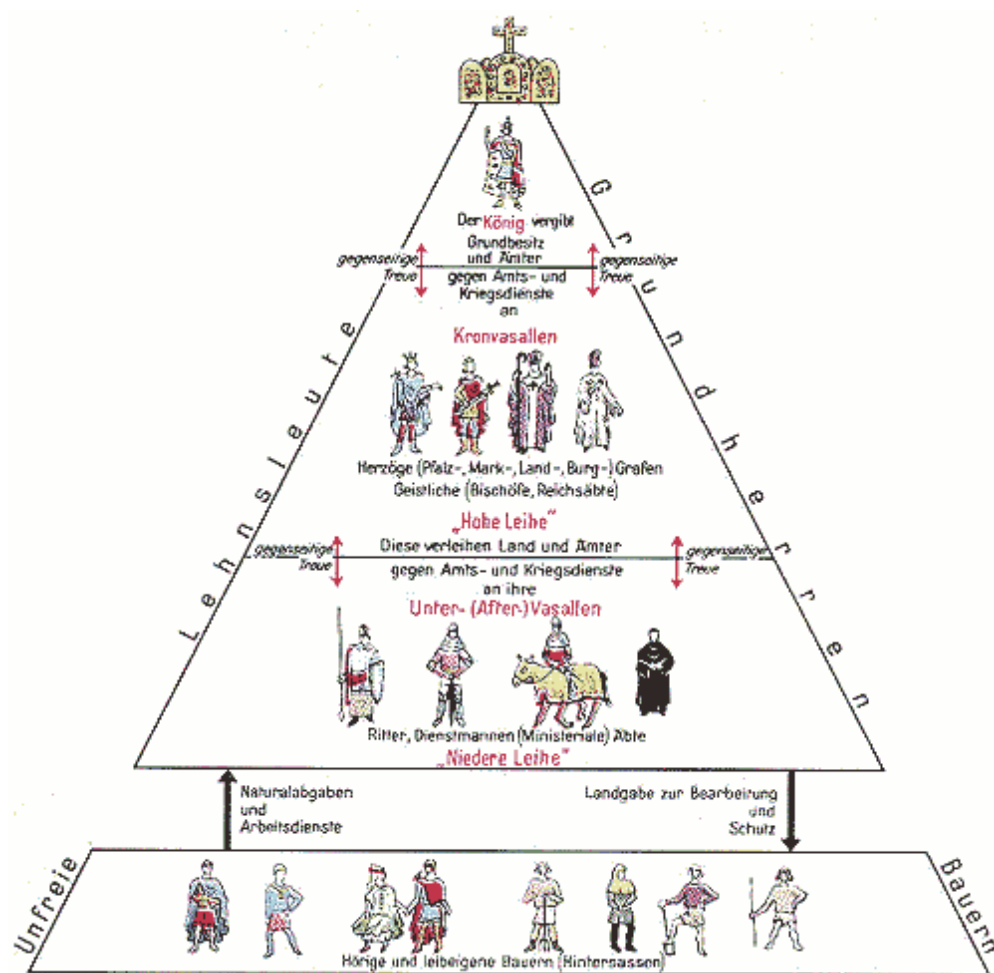 Der König vergibt
Grundbesitz
und Ämter
gegenseitige
Treue
gegenseitige
Treue
gegen Amts- und
Kriegsdienste
an
Kronvasallen
Herzöge (Pfalz-, Mark-, Land-, Burg-) Grafen
Geistliche (Bischöfe, Reichsäbte)
„Hohe Leihe"
gegenseitige
Treue
Diese verleihen Land und Ämter
gegenseitige
Treue
gegen Amts- und Kriegsdienste
an ihre
Unter- (After-) Vasallen
Ritter, Dienstmannen (Ministeriale) Äbte
„Niedere Leihe"
Lehnsleute
Grundherren
Naturalabgaben
und
Arbeitsdienste
Landgabe zur Bearbeitung
und
Schutz
Unfreie
Bauern
Hörige und leibeigene Bauern (Hintersassen)